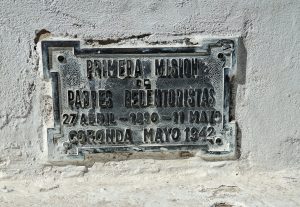 PRIMERA MISION
DE
PADRES REDENTORISTAS
27 ABRIL - 1890 - 11 MAYO
CORONDA MAYO 1942